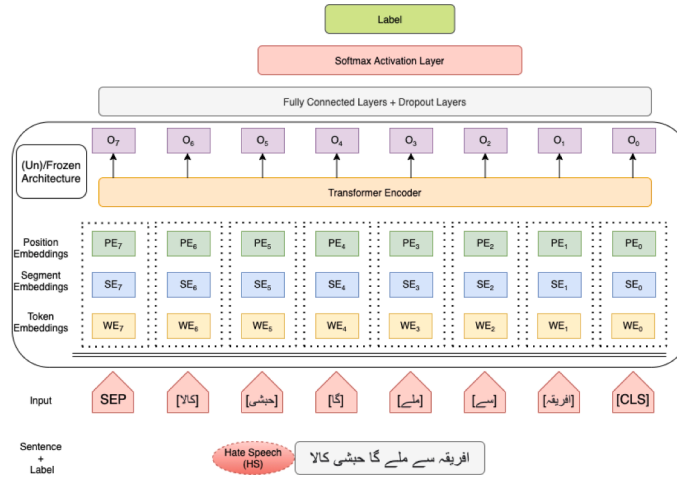 Label
Softmax Activation Layer
Fully Connected Layers + Dropout Layers
(Un)/Frozen
Architecture
O7 O6 O5 O4 O3 O2 O1 O0
Transformer Encoder
Position
Embeddings
PE7 PE6 PE5 PE4 PE3 PE2 PE1 PE0
Segment
Embeddings
SE7 SE6 SE5 SE4 SE3 SE2 SE1 SE0
Token
Embeddings
WE7 WE6 WE5 WE4 WE3 WE2 WE1 WE0
Input
SEP [کالا] [حبشی] [گا] [ملے] [سے] [افریقہ] [CLS]
Sentence
+
Label
Hate Speech
(HS)
افریقہ سے ملے گا حبشی کالا